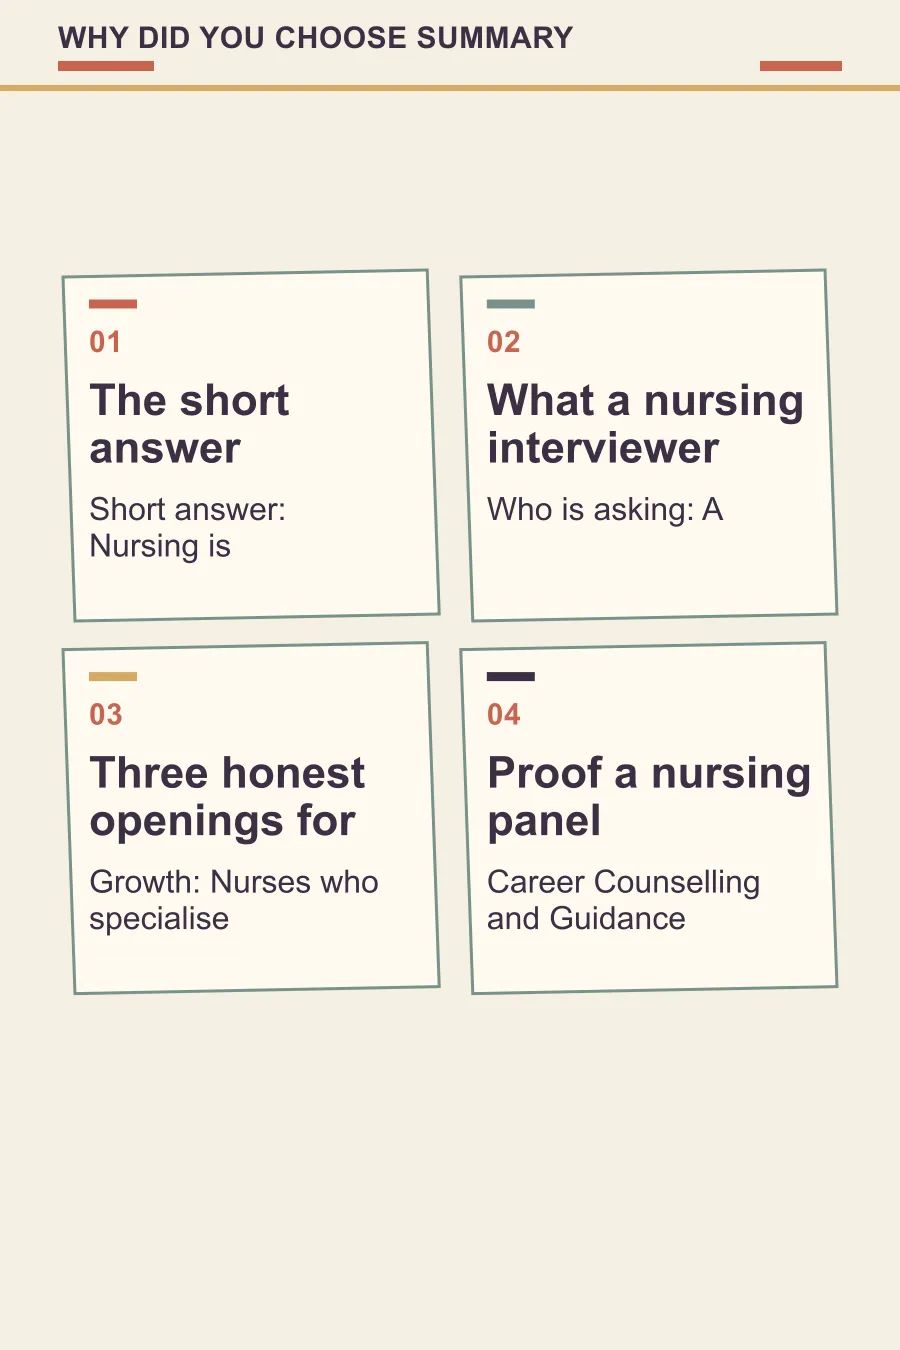 WHY DID YOU CHOOSE SUMMARY
01
The short
answer
Short answer:
Nursing is
02
What a nursing
interviewer
Who is asking: A
03
Three honest
openings for
Growth: Nurses who
specialise
04
Proof a nursing
panel
Career Counselling
and Guidance